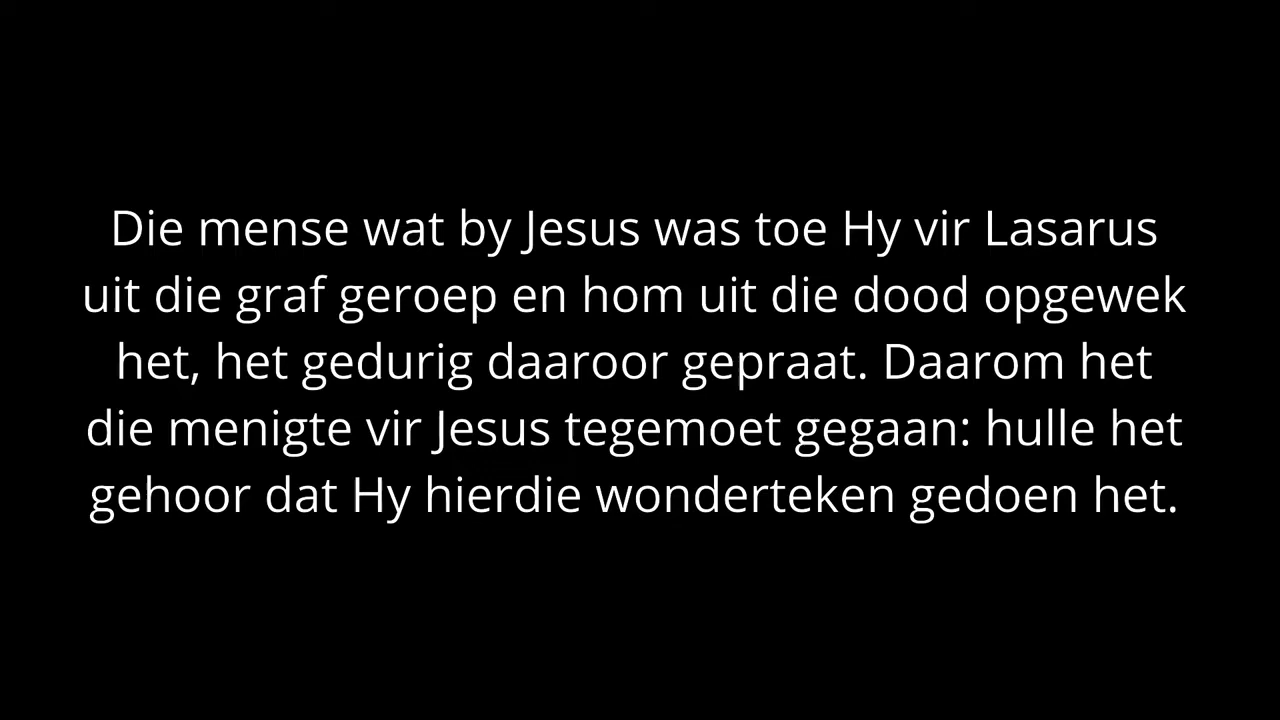 Die mense wat by Jesus was toe Hy vir Lasarus
uit die graf geroep en hom uit die dood opgewek
het, het gedurig daaroor gepraat. Daarom het
die menigte vir Jesus tegemoet gegaan: hulle het
gehoor dat Hy hierdie wonderteken gedoen het.